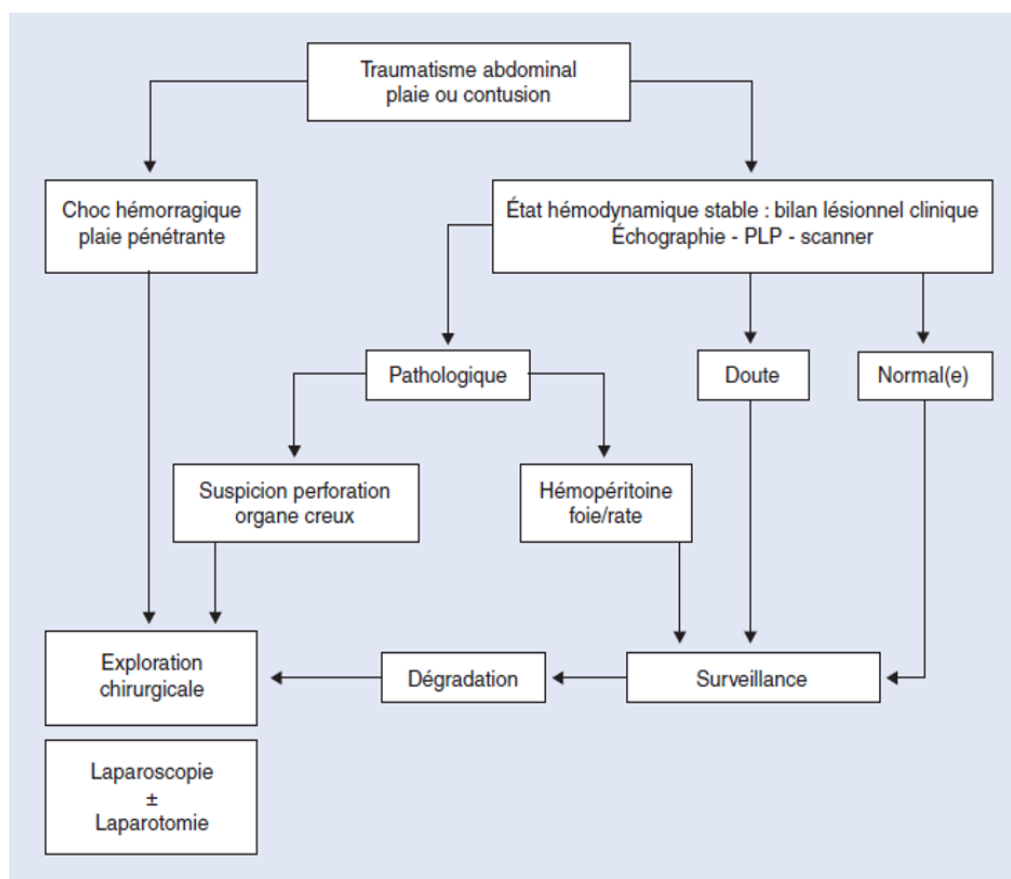 Traumatisme abdominal
plaie ou contusion
Choc hémorragique
plaie pénétrante
État hémodynamique stable : bilan lésionnel clinique
Échographie - PLP - scanner
Pathologique
Doute
Normal(e)
Suspicion perforation
organe creux
Hémopéritoine
foie/rate
Exploration
chirurgicale
Dégradation
Surveillance
Laparoscopie
±
Laparotomie